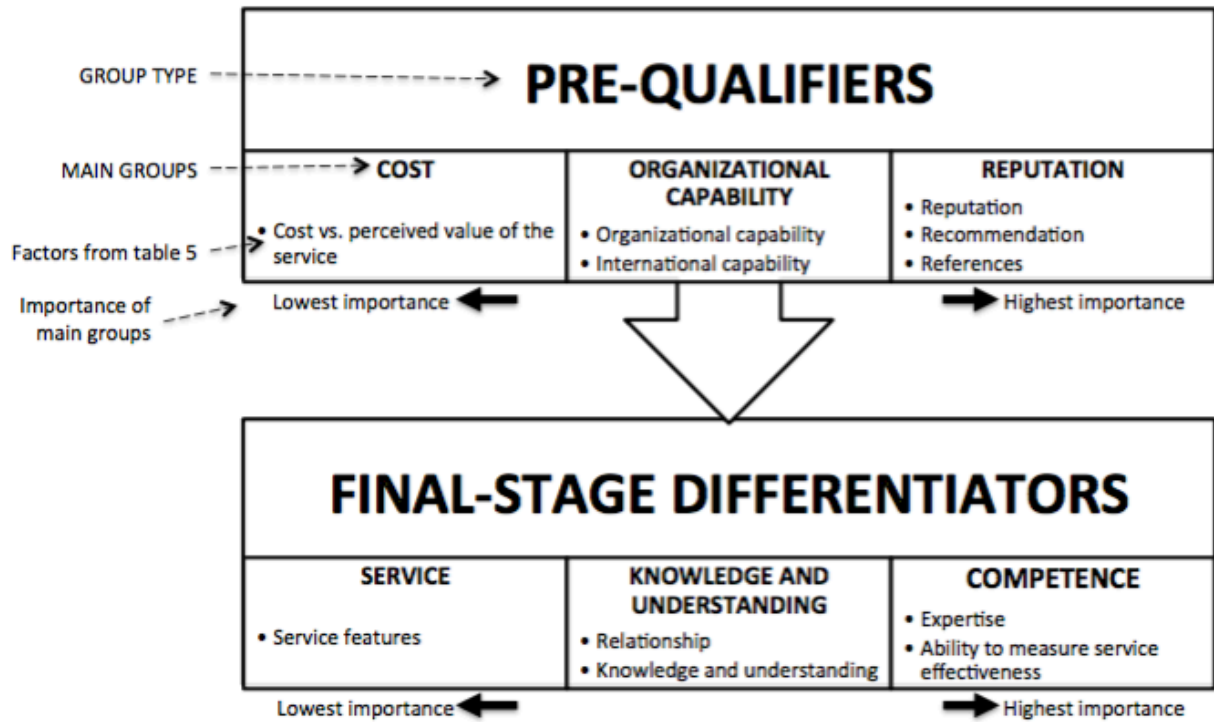 GROUP TYPE
PRE-QUALIFIERS
MAIN GROUPS
COST
• Cost vs. perceived value of the
service
ORGANIZATIONAL
CAPABILITY
• Organizational capability
• International capability
REPUTATION
• Reputation
• Recommendation
• References
Factors from table 5
Importance of
main groups
Lowest importance
Highest importance
FINAL-STAGE DIFFERENTIATORS
SERVICE
• Service features
KNOWLEDGE AND
UNDERSTANDING
• Relationship
• Knowledge and understanding
COMPETENCE
• Expertise
• Ability to measure service
effectiveness
Lowest importance
Highest importance